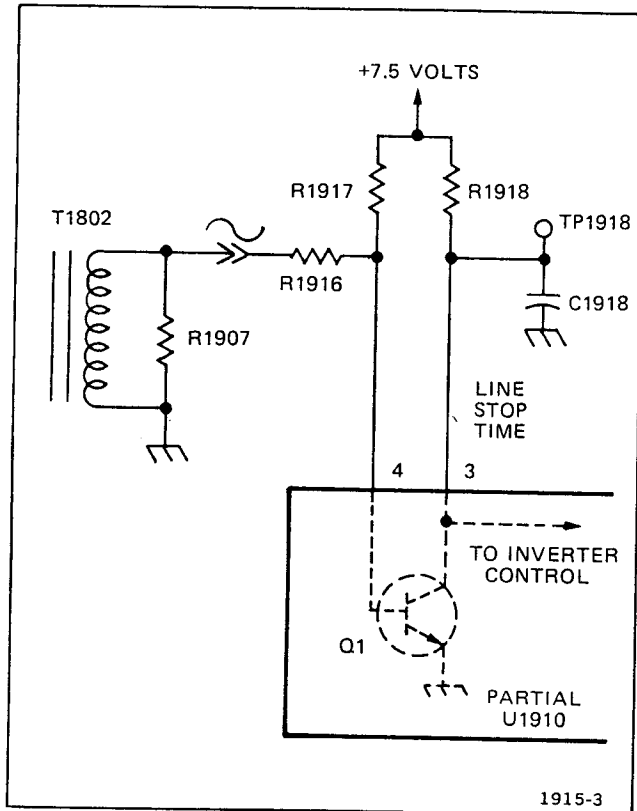 +7.5 VOLTS
R1917
R1918
T1802
TP1918
R1916
C1918
R1907
LINE
STOP
TIME
4
3
TO INVERTER
CONTROL
Q1
PARTIAL
U1910
1915-3